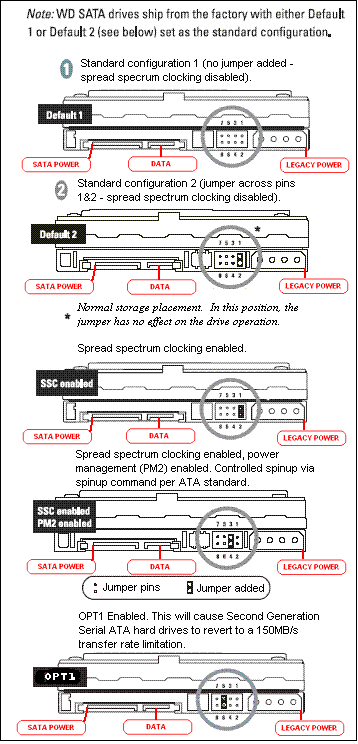 Note: WD SATA drives ship from the factory with either Default
1 or Default 2 (see below) set as the standard configuration.
1 Standard configuration 1 (no jumper added -
spread specrum clocking disabled).
Default 1
7 5 3 1
8 6 4 2
SATA POWER
DATA
LEGACY POWER
2 Standard configuration 2 (jumper across pins
1&2 - spread spectrum clocking disabled).
Default 2
*
7 5 3 1
8 6 4 2
SATA POWER
DATA
LEGACY POWER
* Normal storage placement. In this position, the
jumper has no effect on the drive operation.
Spread spectrum clocking enabled.
SSC enabled
7 5 3 1
8 6 4 2
SATA POWER
DATA
LEGACY POWER
Spread spectrum clocking enabled, power
management (PM2) enabled. Controlled spinup via
spinup command per ATA standard.
SSC enabled
PM2 enabled
7 5 3 1
8 6 4 2
SATA POWER
DATA
LEGACY POWER
Jumper pins
Jumper added
OPT1 Enabled. This will cause Second Generation
Serial ATA hard drives to revert to a 150MB/s
transfer rate limitation.
OPT1
7 5 3 1
8 6 4 2
SATA POWER
DATA
LEGACY POWER